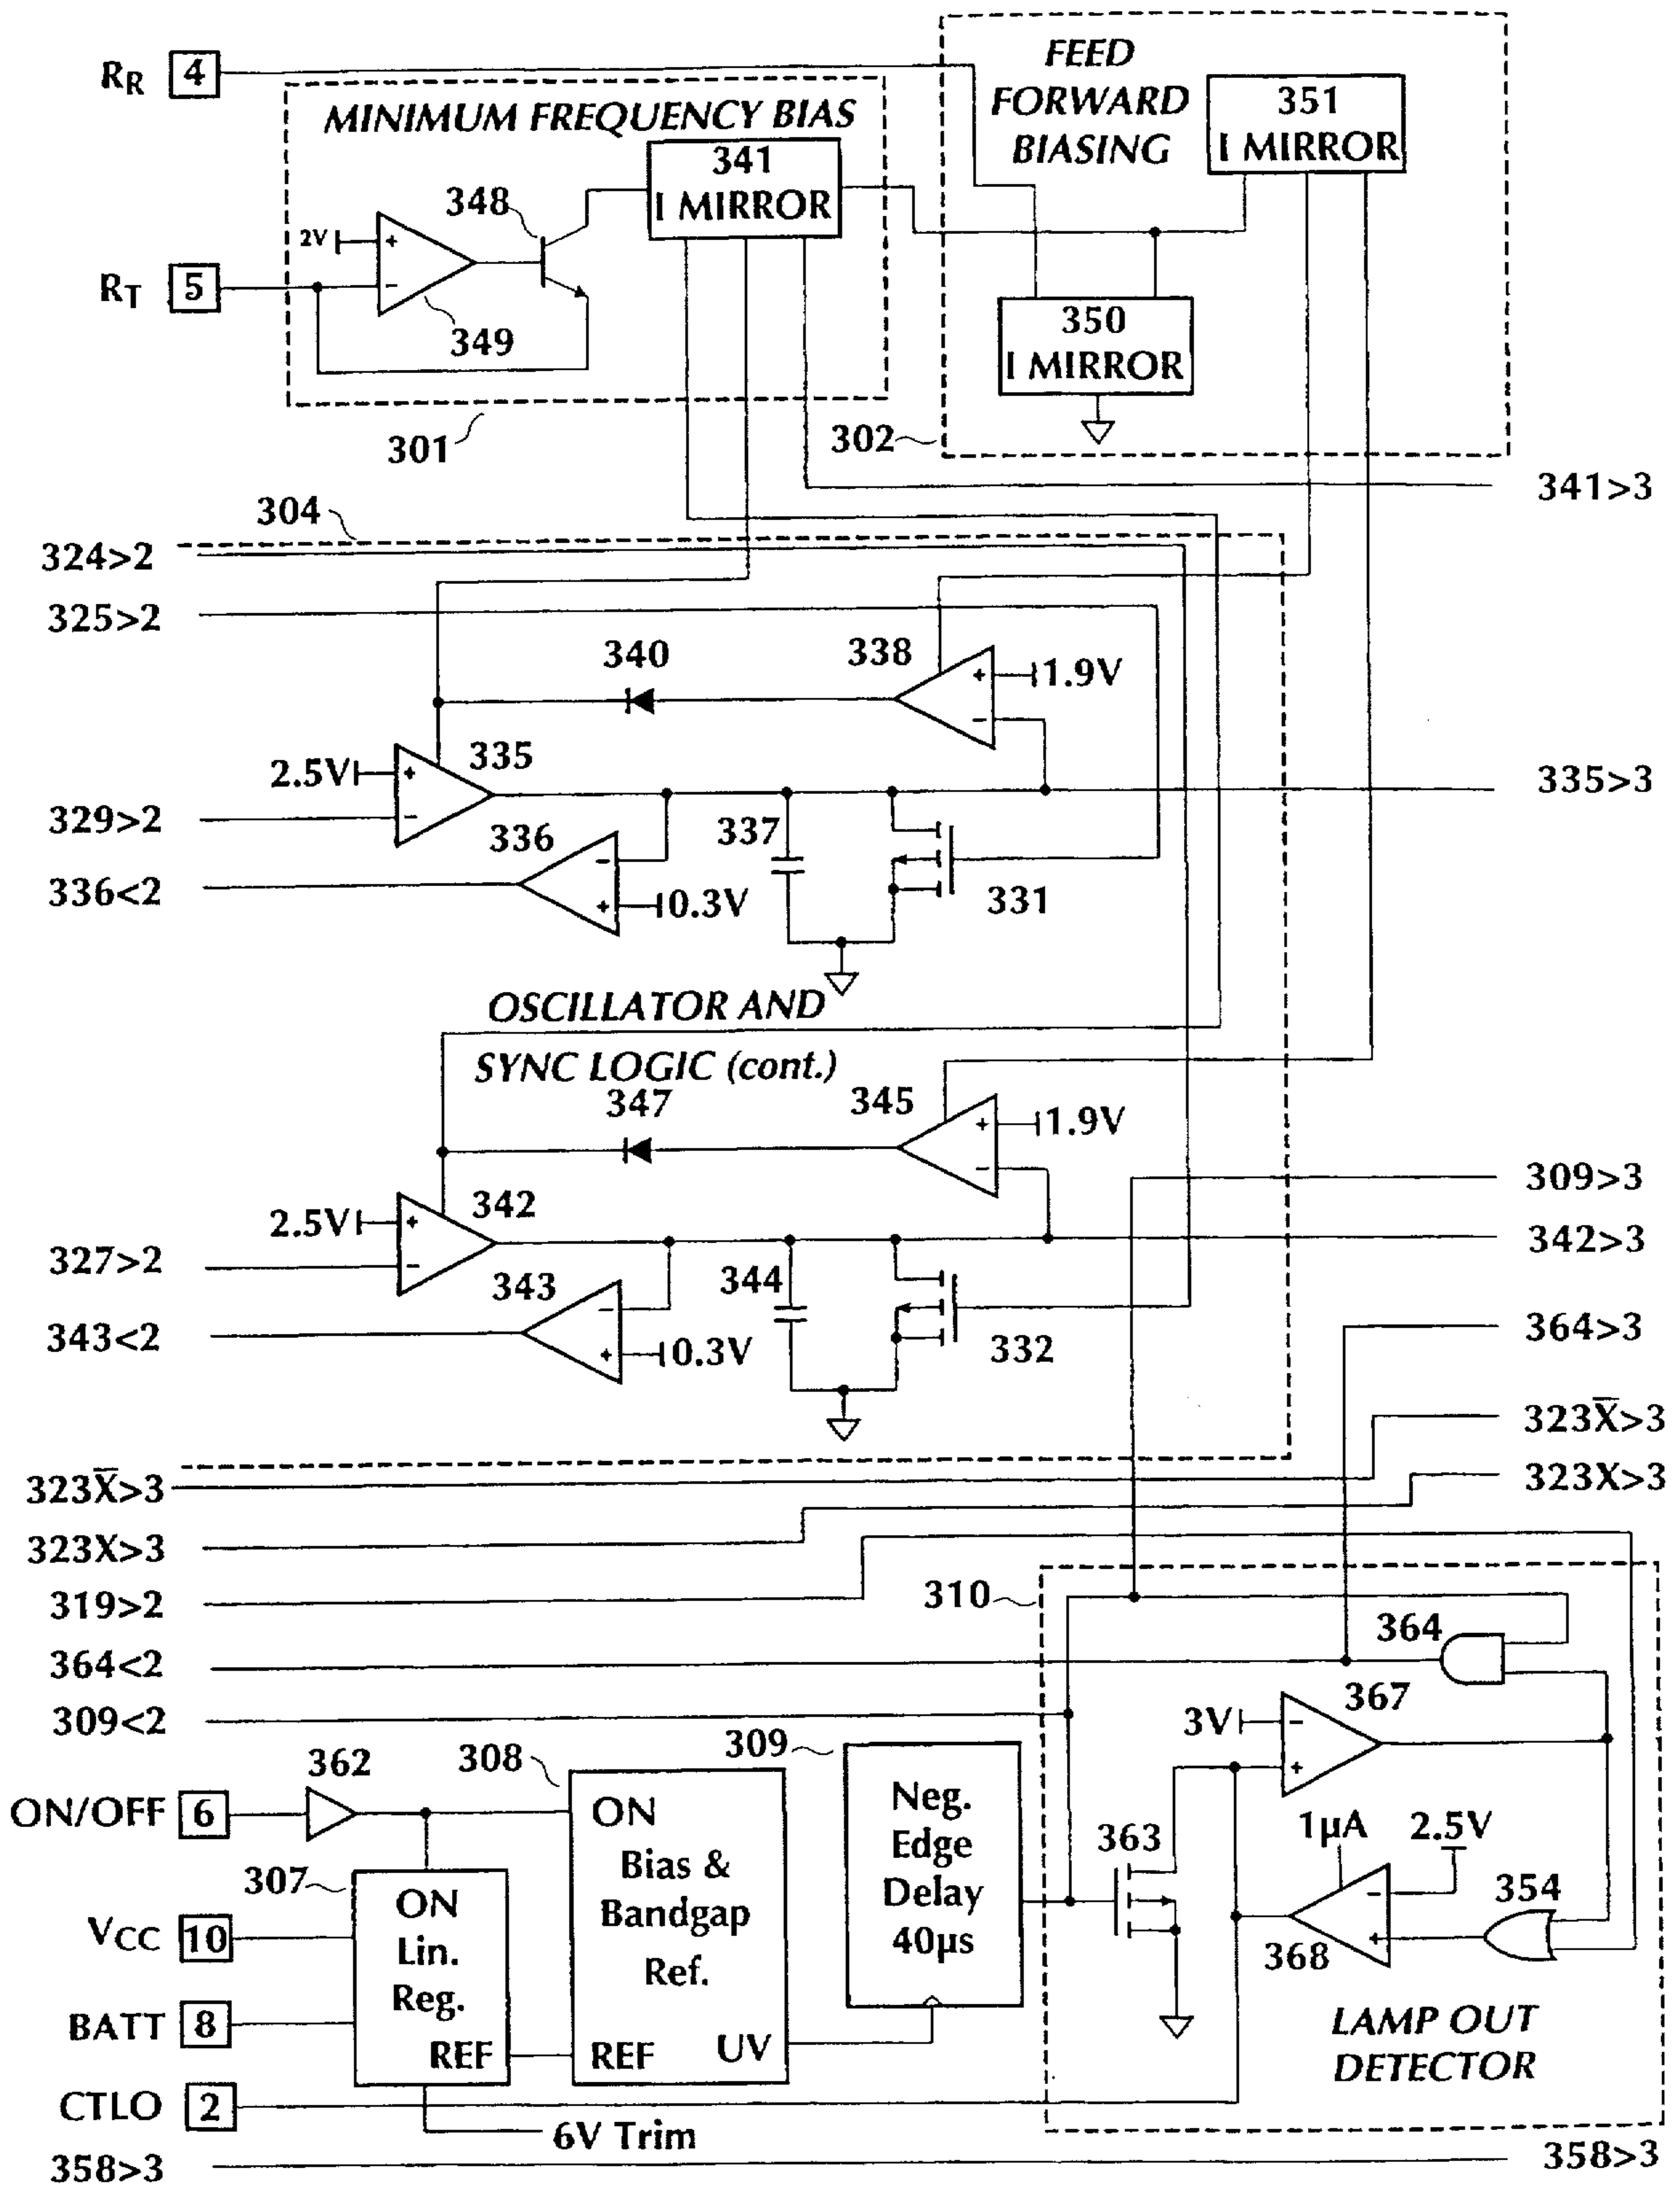 RR 4
FEED
FORWARD
BIASING
351
I MIRROR
MINIMUM FREQUENCY BIAS
341
I MIRROR
348
2V
+
-
RT 5
349
350
I MIRROR
301
302
341>3
304
324>2
325>2
340
338
+
1.9V
-
335
2.5V
+
-
335>3
329>2
336
-
+
0.3V
337
331
336<2
OSCILLATOR AND
SYNC LOGIC (cont.)
347
345
+
1.9V
-
309>3
342
2.5V
+
-
342>3
327>2
343
-
+
0.3V
344
332
343<2
364>3
323X̅>3
323X>3
323X̅>3
323X>3
319>2
310
364
364<2
367
3V
-
+
309<2
362
308
309
ON/OFF 6
ON
Bias &
Bandgap
Ref.
REF
UV
Neg.
Edge
Delay
40µs
363
1µA
2.5V
354
-
+
368
307
ON
Lin.
Reg.
REF
VCC 10
BATT 8
LAMP OUT
DETECTOR
CTLO 2
6V Trim
358>3
358>3